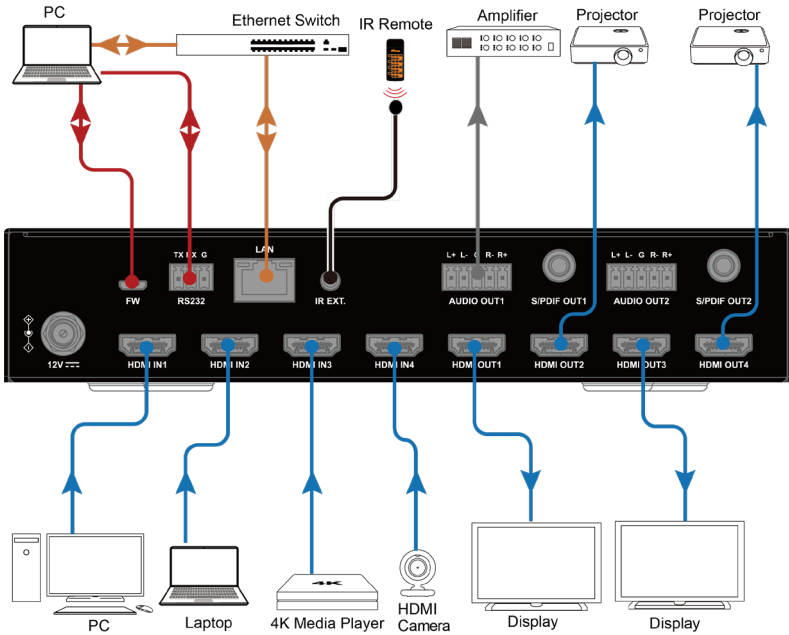 PC
Ethernet Switch
IR Remote
Amplifier
Projector
Projector
TX RX G
LAN
L+ L- G R- R+
L+ L- G R- R+
FW
RS232
IR EXT.
AUDIO OUT1
S/PDIF OUT1
AUDIO OUT2
S/PDIF OUT2
12V
HDMI IN1
HDMI IN2
HDMI IN3
HDMI IN4
HDMI OUT1
HDMI OUT2
HDMI OUT3
HDMI OUT4
4K
PC
Laptop
4K Media Player
HDMI
Camera
Display
Display